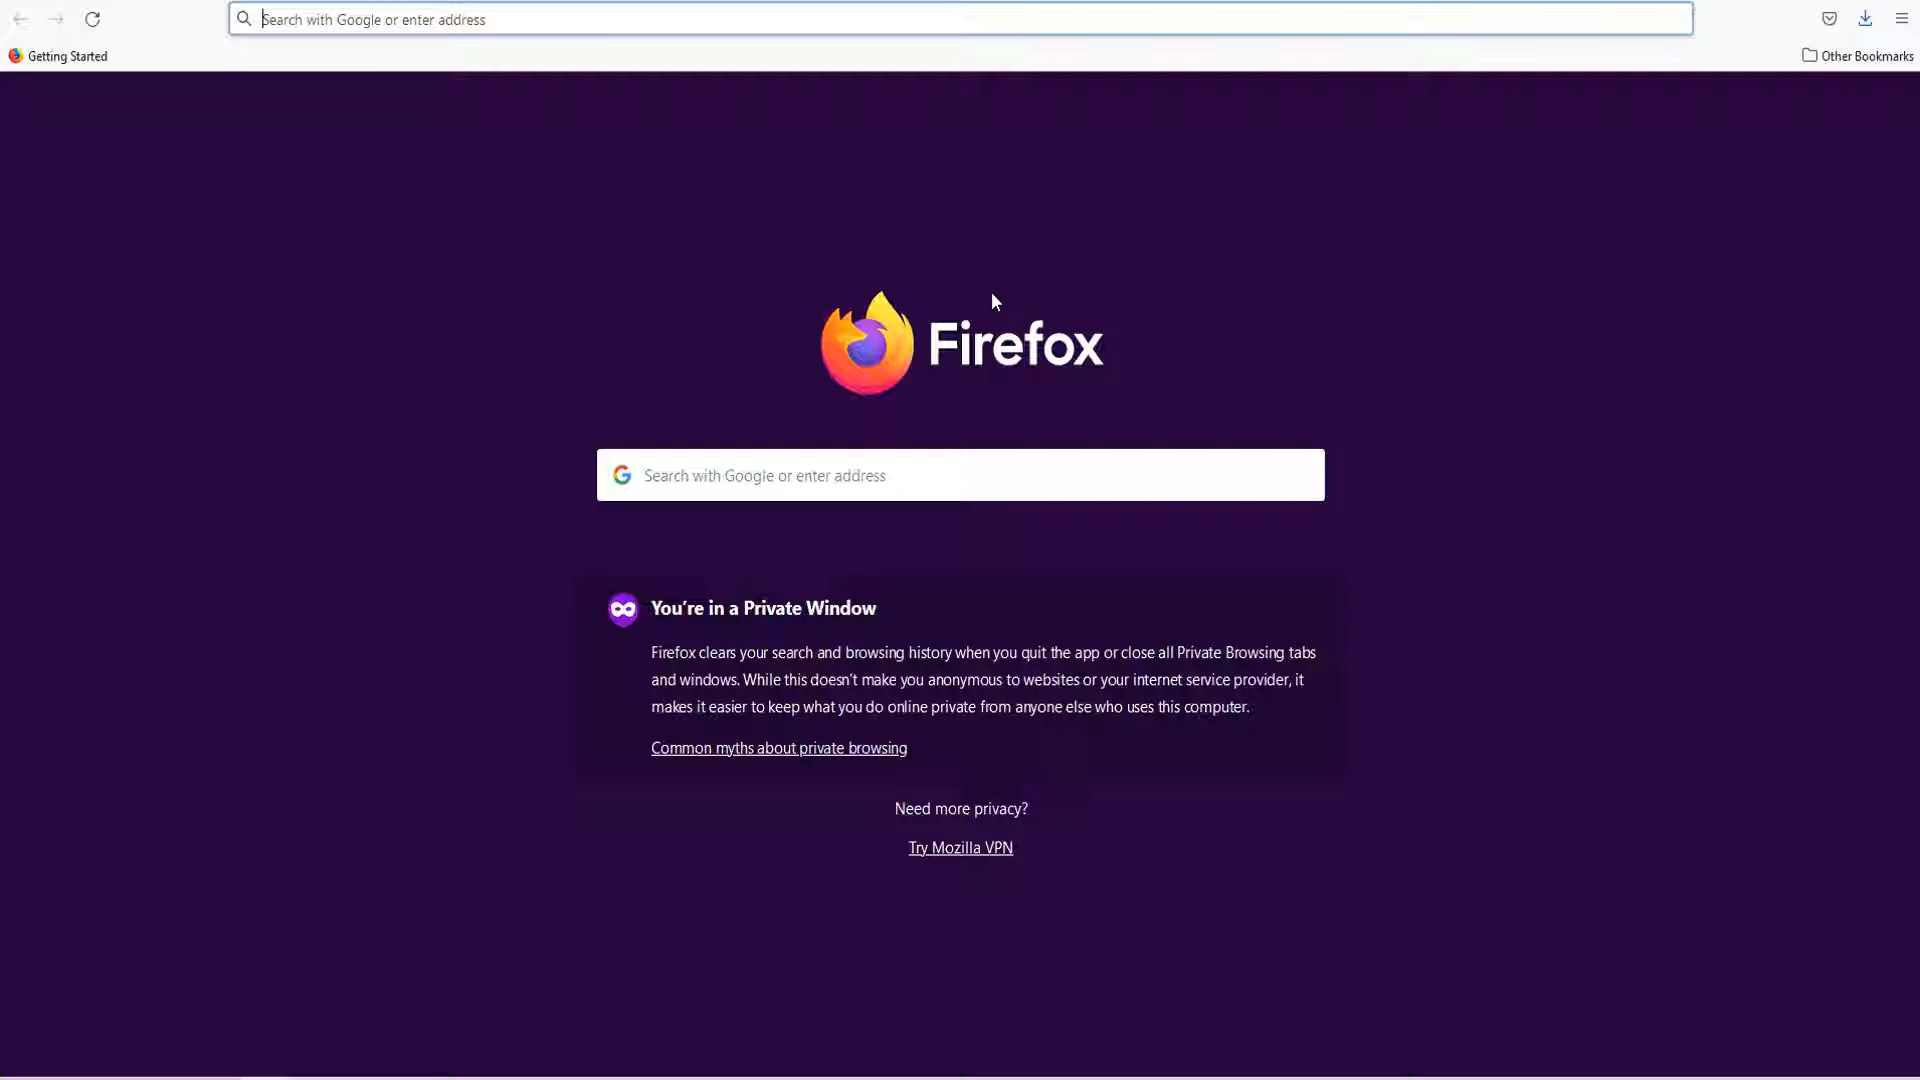 Search with Google or enter address
Getting Started
Other Bookmarks
Firefox
Search with Google or enter address
You're in a Private Window
Firefox clears your search and browsing history when you quit the app or close all Private Browsing tabs
and windows. While this doesn't make you anonymous to websites or your internet service provider, it
makes it easier to keep what you do online private from anyone else who uses this computer.
Common myths about private browsing
Need more privacy?
Try Mozilla VPN